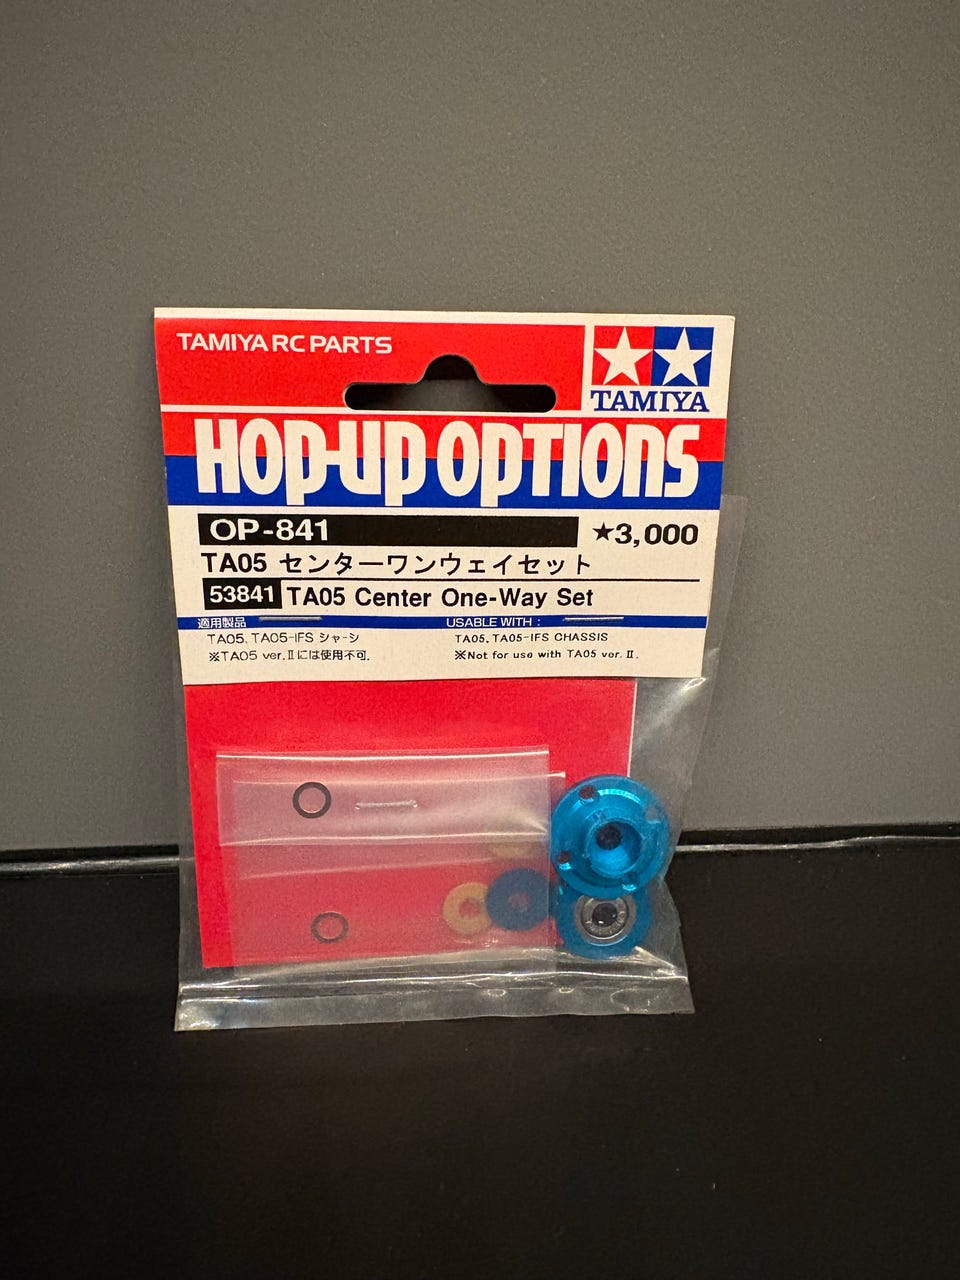 TAMIYA RC PARTS
TAMIYA
HOP-UP OPTIONS
OP-841
★3,000
TA05 センターワンウェイセット
53841 TA05 Center One-Way Set
適用製品
USABLE WITH :
TA05、TA05-IFS シャーシ
TA05, TA05-IFS CHASSIS
※TA05 ver.Ⅱには使用不可.
※Not for use with TA05 ver.Ⅱ.